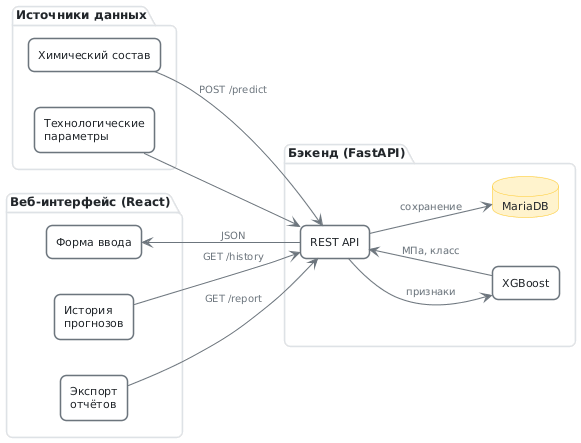 Источники данных
Химический состав
Технологические
параметры
POST /predict
Веб-интерфейс (React)
Форма ввода
История
прогнозов
Экспорт
отчётов
JSON
GET /history
GET /report
Бэкенд (FastAPI)
REST API
сохранение
МПа, класс
признаки
MariaDB
XGBoost